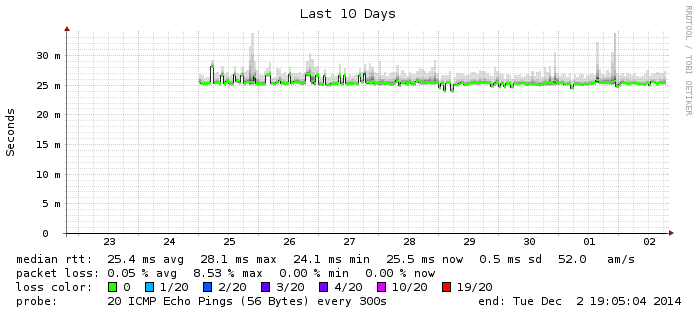 Last 10 Days
RRDTOOL / TOBI OETIKER
Seconds
30 m
25 m
20 m
15 m
10 m
5 m
0
23 24 25 26 27 28 29 30 01 02
median rtt: 25.4 ms avg 28.1 ms max 24.1 ms min 25.5 ms now 0.5 ms sd 52.0 am/s
packet loss: 0.05 % avg 8.53 % max 0.00 % min 0.00 % now
loss color: 0 1/20 2/20 3/20 4/20 10/20 19/20
probe: 20 ICMP Echo Pings (56 Bytes) every 300s end: Tue Dec 2 19:05:04 2014